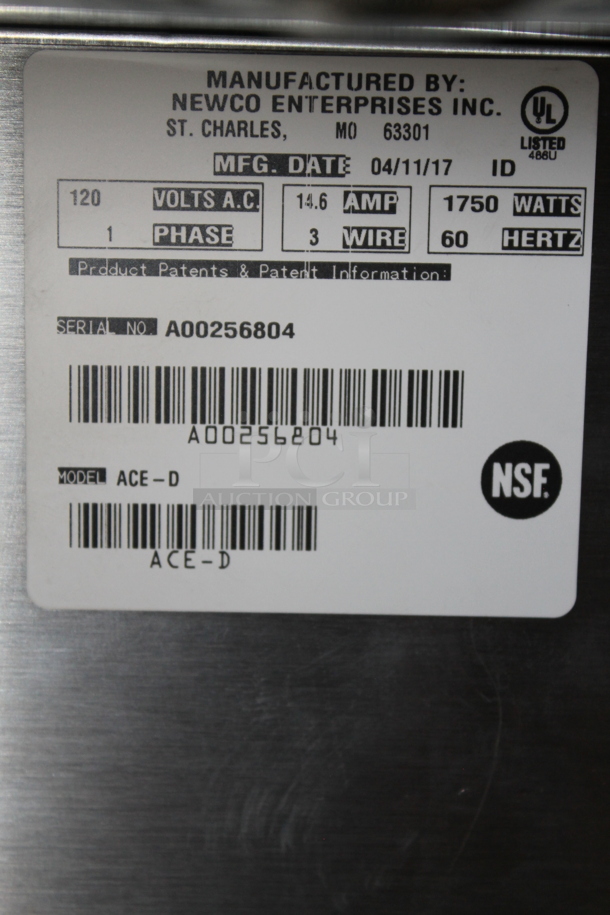 MANUFACTURED BY:
NEWCO ENTERPRISES INC.
ST. CHARLES, MO 63301
UL
LISTED
466U
MFG. DATE 04/11/17 ID
120 VOLTS A.C. 14.6 AMP 1750 WATTS
1 PHASE 3 WIRE 60 HERTZ
Product Patents & Patent Information:
SERIAL NO. A00256804
A00256804
PCI
AUCTION GROUP
MODEL ACE-D
NSF.
ACE-D